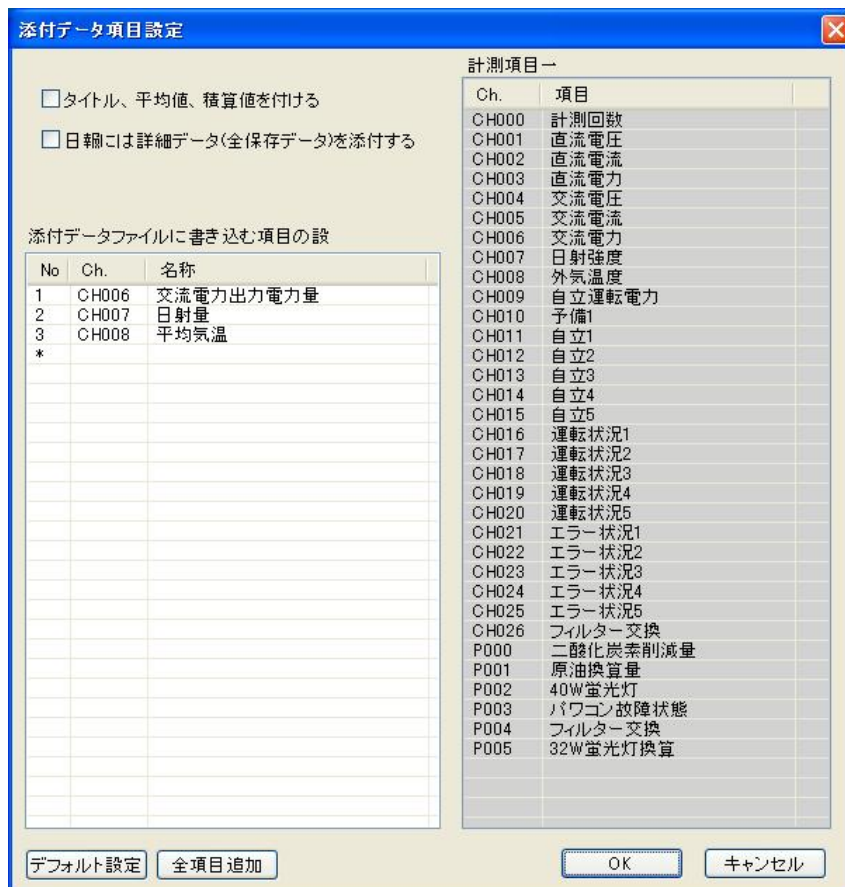 添付データ項目設定
タイトル、平均値、積算値を付ける
日報には詳細データ(全保存データ)を添付する
添付データファイルに書き込む項目の設
No Ch. 名称
1 CH006 交流電力出力電力量
2 CH007 日射量
3 CH008 平均気温
*
デフォルト設定 全項目追加
計測項目一
Ch. 項目
CH000 計測回数
CH001 直流電圧
CH002 直流電流
CH003 直流電力
CH004 交流電圧
CH005 交流電流
CH006 交流電力
CH007 日射強度
CH008 外気温度
CH009 自立運転電力
CH010 予備1
CH011 自立1
CH012 自立2
CH013 自立3
CH014 自立4
CH015 自立5
CH016 運転状況1
CH017 運転状況2
CH018 運転状況3
CH019 運転状況4
CH020 運転状況5
CH021 エラー状況1
CH022 エラー状況2
CH023 エラー状況3
CH024 エラー状況4
CH025 エラー状況5
CH026 フィルター交換
P000 二酸化炭素削減量
P001 原油換算量
P002 40W蛍光灯
P003 パワコン故障状態
P004 フィルター交換
P005 32W蛍光灯換算
OK キャンセル